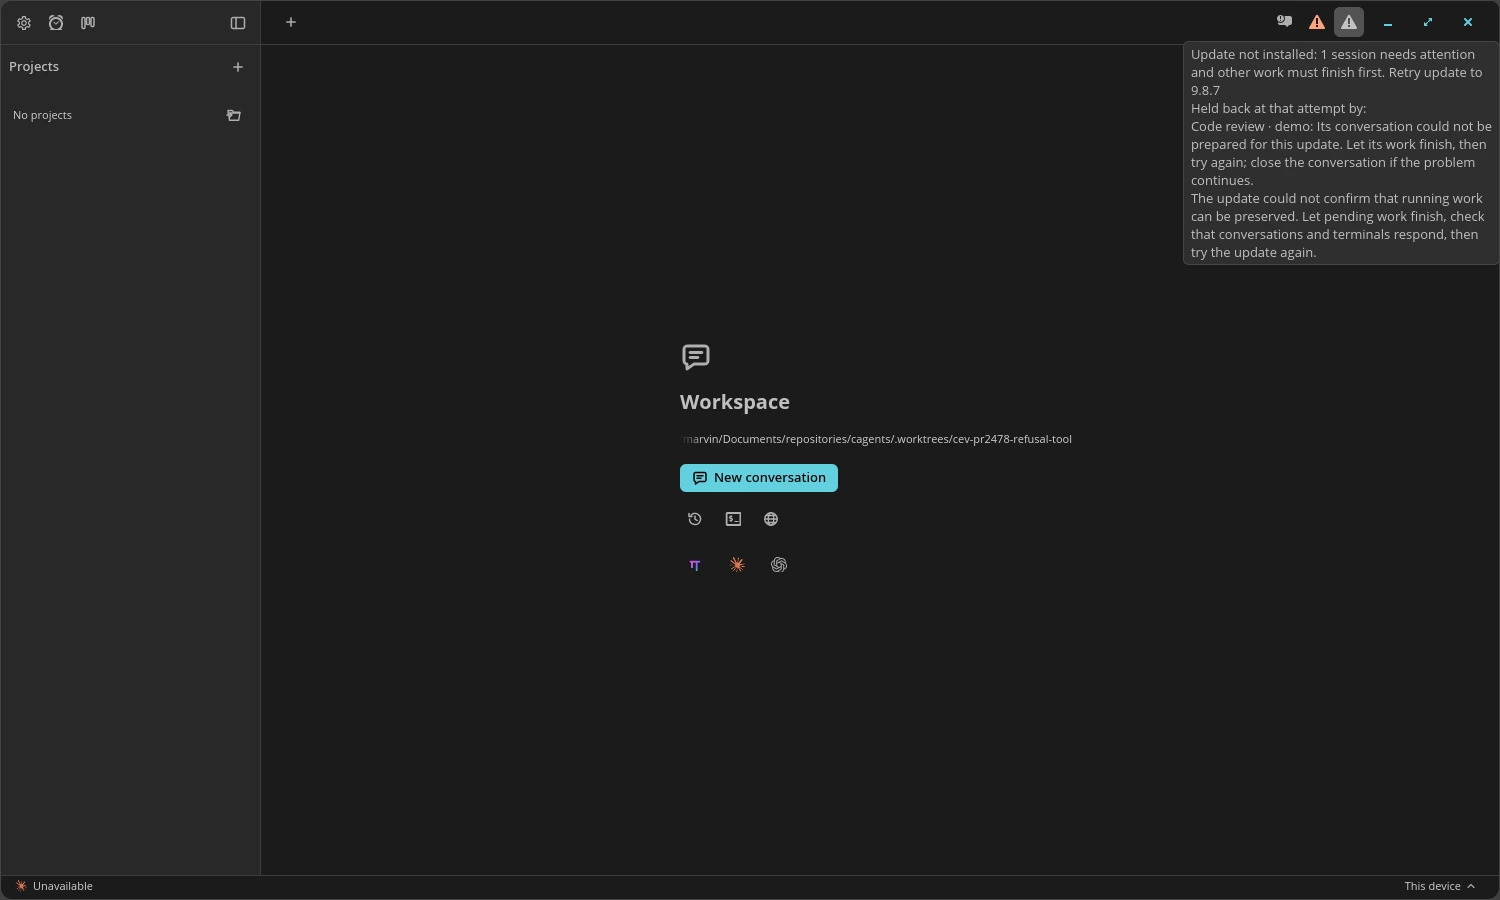 Projects
No projects
Update not installed: 1 session needs attention
and other work must finish first. Retry update to
9.8.7
Held back at that attempt by:
Code review · demo: Its conversation could not be
prepared for this update. Let its work finish, then
try again; close the conversation if the problem
continues.
The update could not confirm that running work
can be preserved. Let pending work finish, check
that conversations and terminals respond, then
try the update again.
Workspace
marvin/Documents/repositories/cagents/.worktrees/cev-pr2478-refusal-tool
New conversation
Unavailable
This device